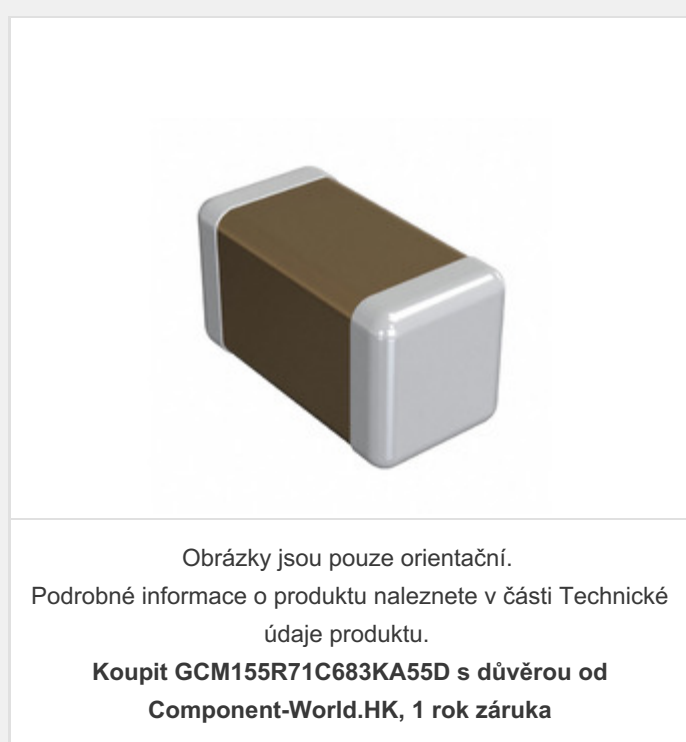 Obrázky jsou pouze orientační.
Podrobné informace o produktu naleznete v části Technické
údaje produktu.
Koupit GCM155R71C683KA55D s důvěrou od
Component-World.HK, 1 rok záruka